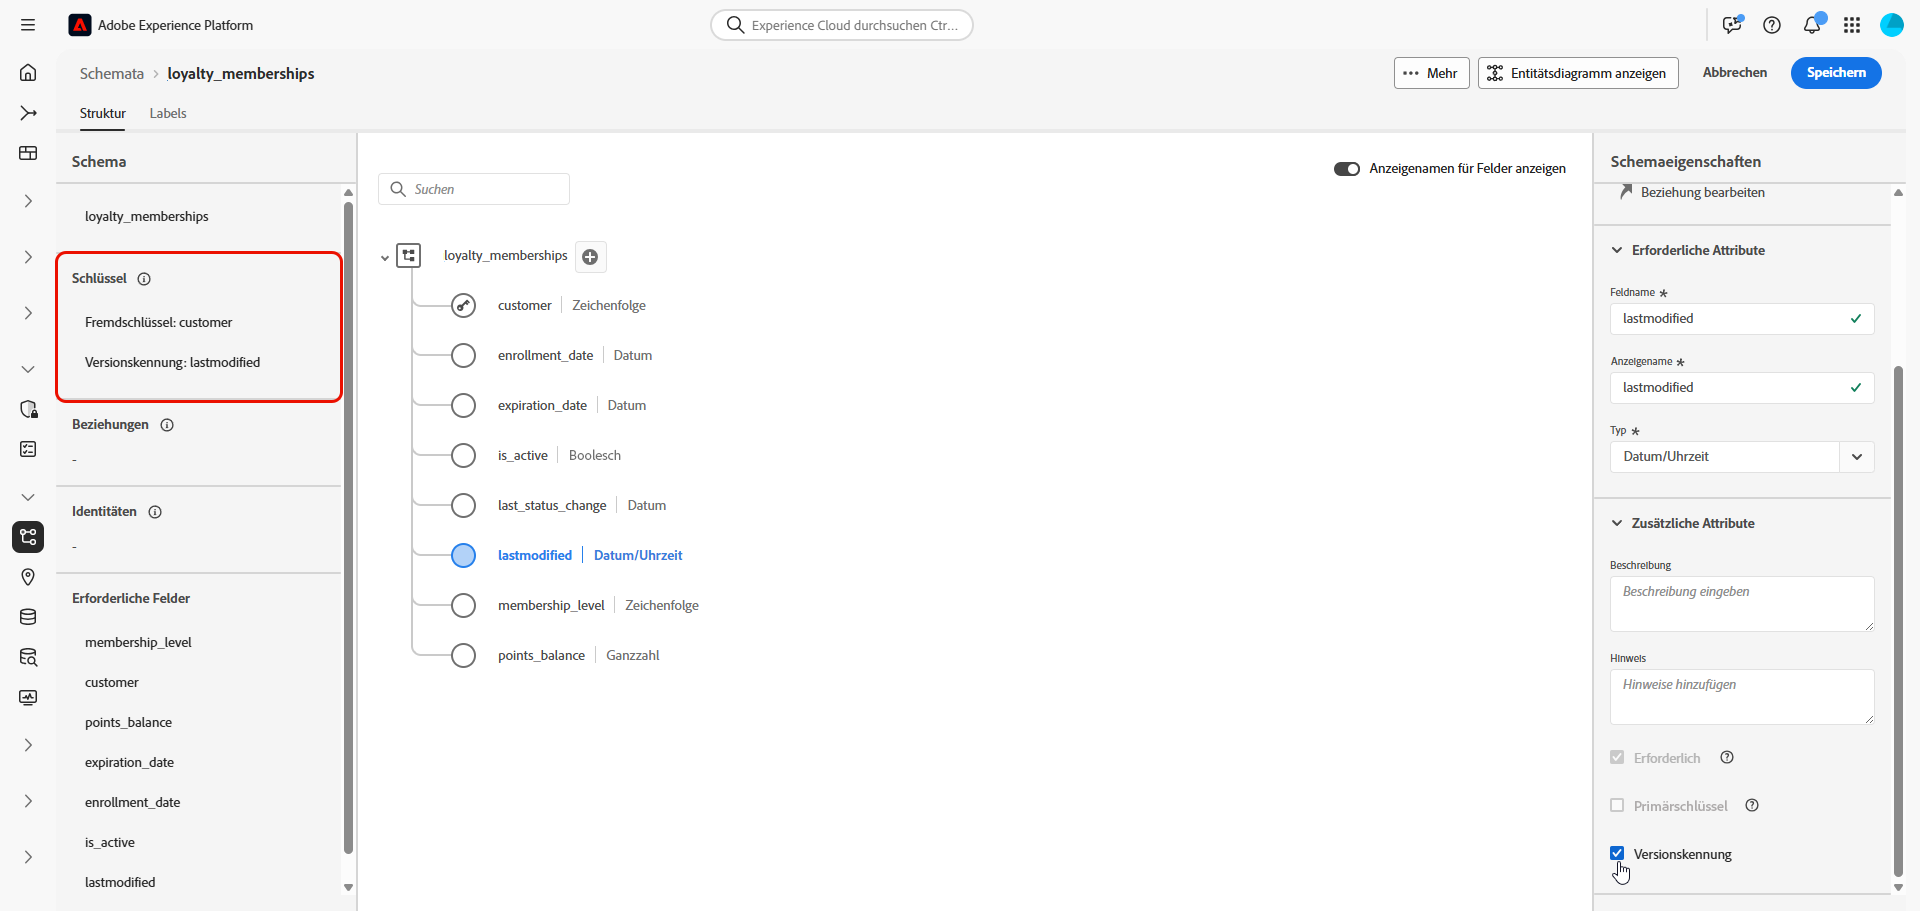 Adobe Experience Platform
Experience Cloud durchsuchen Ctr...
Schemata > loyalty_memberships
Mehr
Entitätsdiagramm anzeigen
Abbrechen
Speichern
Struktur
Labels
Schema
loyalty_memberships
Schlüssel
Fremdschlüssel: customer
Versionskennung: lastmodified
Beziehungen
-
Identitäten
-
Erforderliche Felder
membership_level
customer
points_balance
expiration_date
enrollment_date
is_active
lastmodified
Suchen
Anzeigenamen für Felder anzeigen
loyalty_memberships
customer | Zeichenfolge
enrollment_date | Datum
expiration_date | Datum
is_active | Boolesch
last_status_change | Datum
lastmodified | Datum/Uhrzeit
membership_level | Zeichenfolge
points_balance | Ganzzahl
Schemaeigenschaften
Beziehung bearbeiten
Erforderliche Attribute
Feldname *
lastmodified
Anzeigename *
lastmodified
Typ *
Datum/Uhrzeit
Zusätzliche Attribute
Beschreibung
Beschreibung eingeben
Hinweis
Hinweise hinzufügen
Erforderlich
Primärschlüssel
Versionskennung